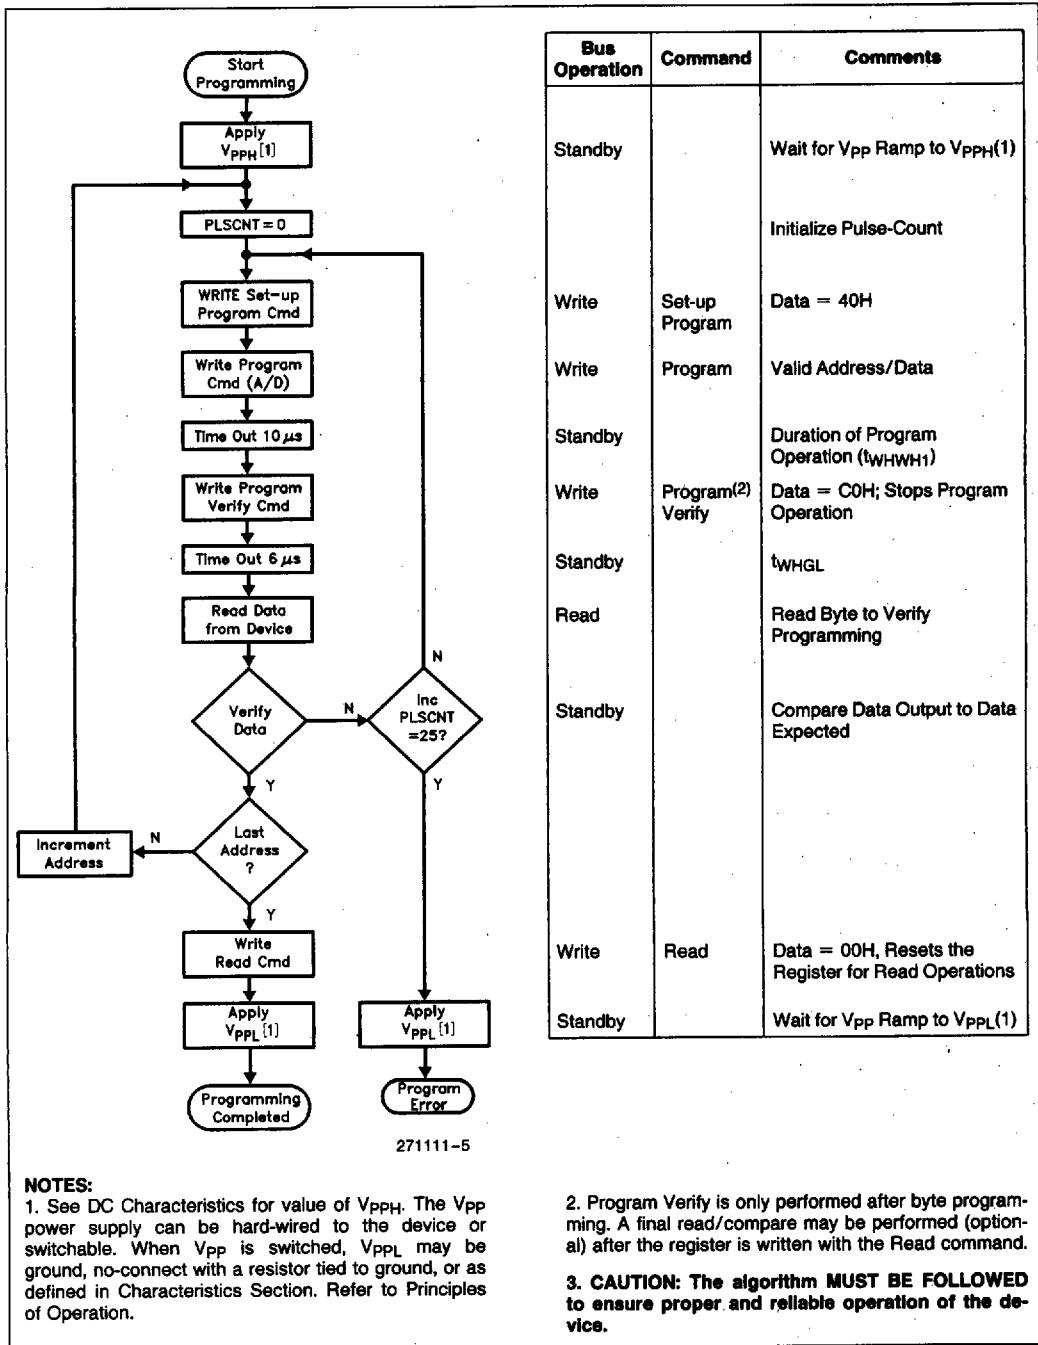 Start
Programming
Apply
VPPH[1]
PLSCNT = 0
WRITE Set-up
Program Cmd
Write Program
Cmd (A/D)
Time Out 10 µs
Write Program
Verify Cmd
Time Out 6 µs
Read Data
from Device
Verify
Data
N
Inc
PLSCNT
=25?
N
Y
Y
Last
Address
?
N
Increment
Address
Y
Write
Read Cmd
Apply
VPPL[1]
Apply
VPPL[1]
Programming
Completed
Program
Error
271111-5
Bus
Operation Command Comments
Standby Wait for VPP Ramp to VPPH(1)
Initialize Pulse-Count
Write Set-up Data = 40H
Program
Write Program Valid Address/Data
Standby Duration of Program
Operation (tWHWH1)
Write Program(2) Data = C0H; Stops Program
Verify Operation
Standby tWHGL
Read Read Byte to Verify
Programming
Standby Compare Data Output to Data
Expected
Write Read Data = 00H, Resets the
Register for Read Operations
Standby Wait for VPP Ramp to VPPL(1)
NOTES:
1. See DC Characteristics for value of VPPH. The VPP
power supply can be hard-wired to the device or
switchable. When VPP is switched, VPPL may be
ground, no-connect with a resistor tied to ground, or as
defined in Characteristics Section. Refer to Principles
of Operation.
2. Program Verify is only performed after byte program-
ming. A final read/compare may be performed (option-
al) after the register is written with the Read command.
3. CAUTION: The algorithm MUST BE FOLLOWED
to ensure proper and reliable operation of the de-
vice.